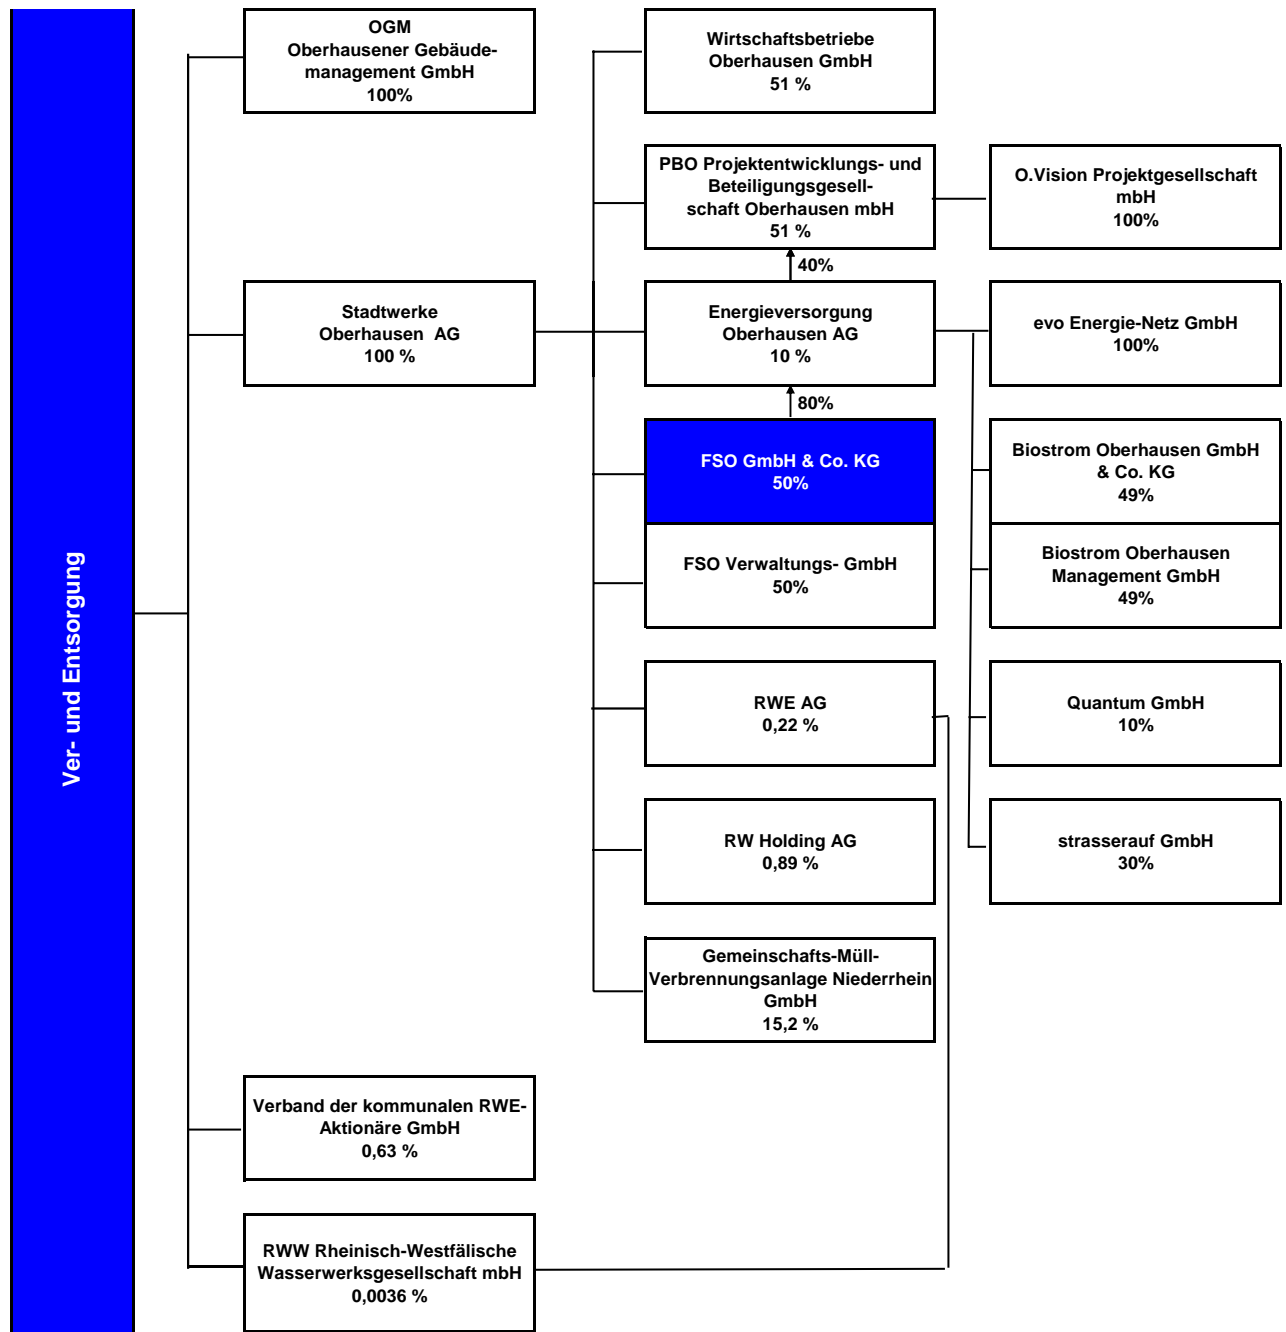 Ver- und Entsorgung
OGM
Oberhausener Gebäude-
management GmbH
100%
Stadtwerke
Oberhausen AG
100 %
Verband der kommunalen RWE-
Aktionäre GmbH
0,63 %
RWW Rheinisch-Westfälische
Wasserwerksgesellschaft mbH
0,0036 %
Wirtschaftsbetriebe
Oberhausen GmbH
51 %
PBO Projektentwicklungs- und
Beteiligungsgesell-
schaft Oberhausen mbH
51 %
40%
Energieversorgung
Oberhausen AG
10 %
80%
FSO GmbH & Co. KG
50%
FSO Verwaltungs- GmbH
50%
RWE AG
0,22 %
RW Holding AG
0,89 %
Gemeinschafts-Müll-
Verbrennungsanlage Niederrhein
GmbH
15,2 %
O.Vision Projektgesellschaft
mbH
100%
evo Energie-Netz GmbH
100%
Biostrom Oberhausen GmbH
& Co. KG
49%
Biostrom Oberhausen
Management GmbH
49%
Quantum GmbH
10%
strasserauf GmbH
30%